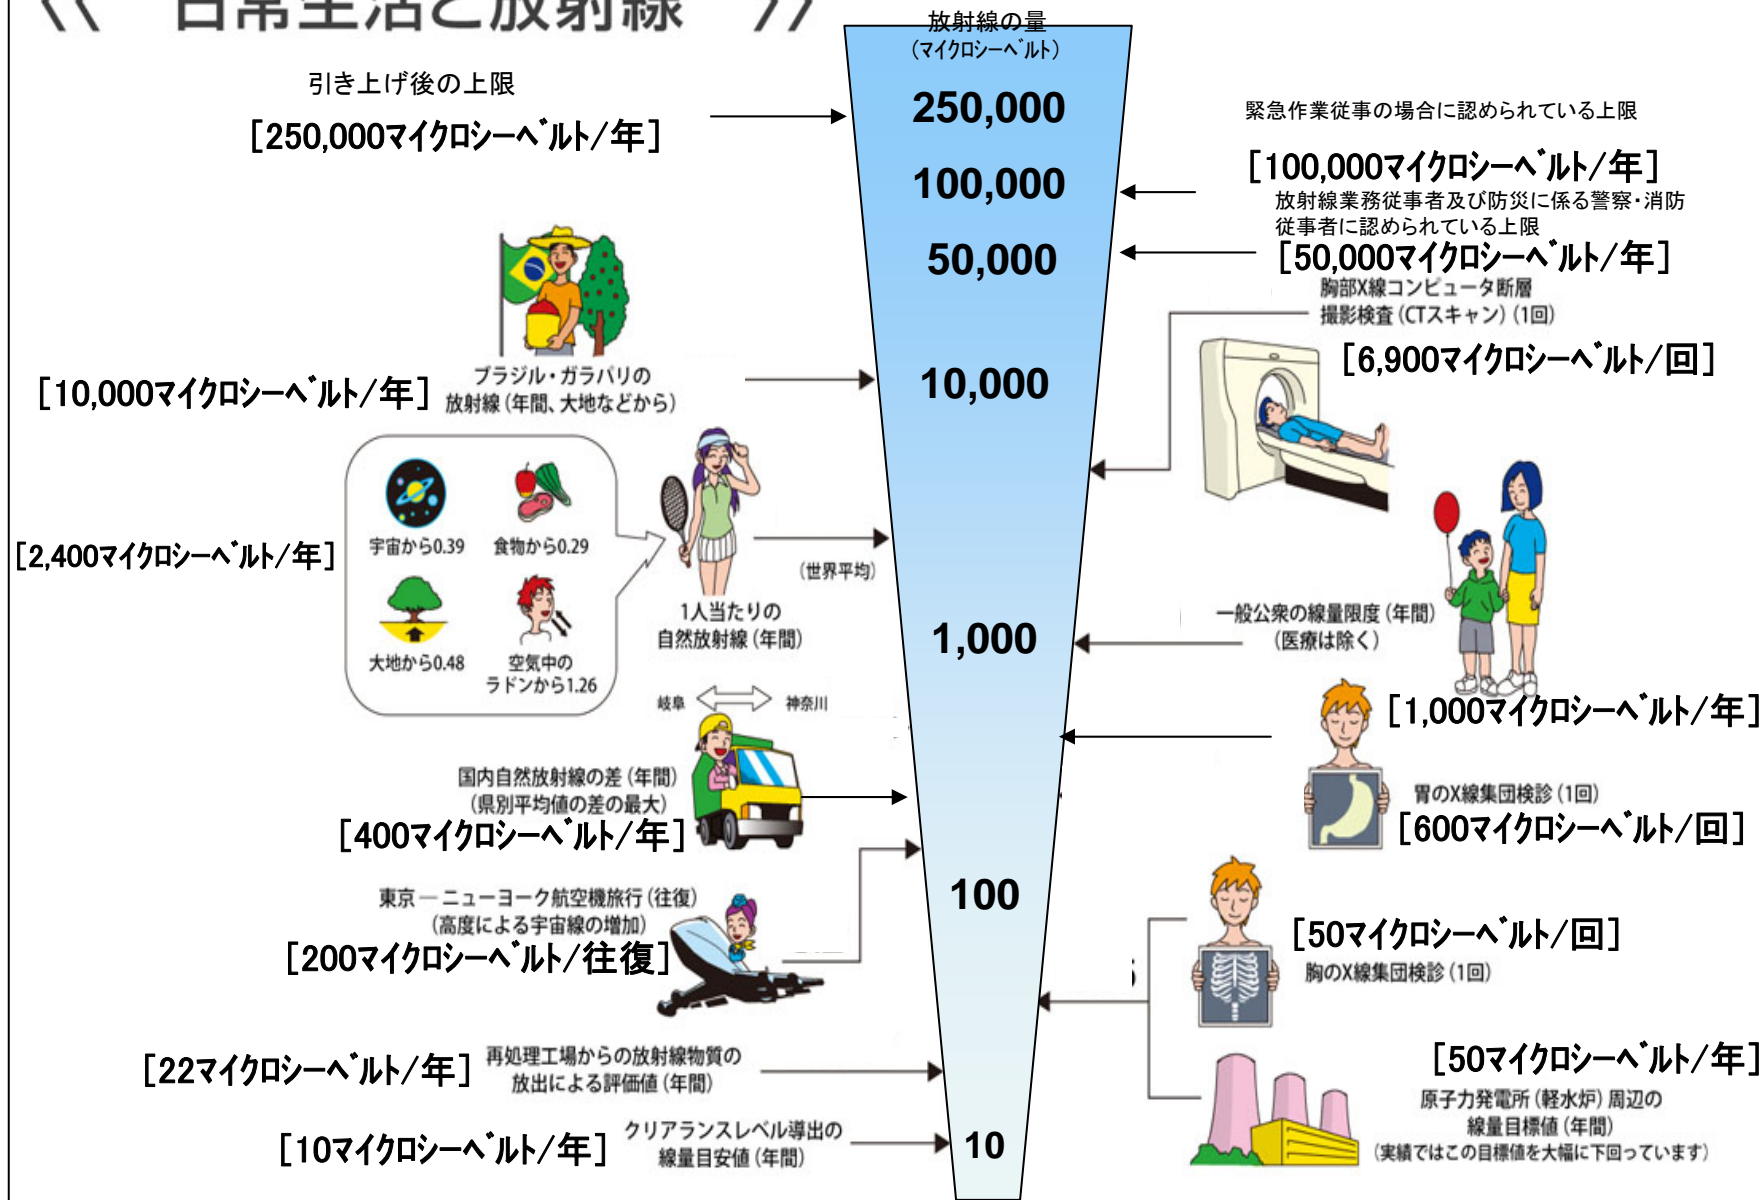 《　日常生活と放射線　》
放射線の量
(マイクロシーベルト)
250,000
100,000
50,000
10,000
1,000
100
10
引き上げ後の上限
[250,000マイクロシーベルト/年]
ブラジル・ガラパリの
放射線(年間、大地などから)
[10,000マイクロシーベルト/年]
宇宙から0.39
食物から0.29
大地から0.48
空気中の
ラドンから1.26
[2,400マイクロシーベルト/年]
(世界平均)
1人当たりの
自然放射線(年間)
岐阜
神奈川
国内自然放射線の差(年間)
(県別平均値の差の最大)
[400マイクロシーベルト/年]
東京―ニューヨーク航空機旅行(往復)
(高度による宇宙線の増加)
[200マイクロシーベルト/往復]
[22マイクロシーベルト/年]
再処理工場からの放射線物質の
放出による評価値(年間)
[10マイクロシーベルト/年]
クリアランスレベル導出の
線量目安値(年間)
緊急作業従事の場合に認められている上限
[100,000マイクロシーベルト/年]
放射線業務従事者及び防災に係る警察・消防
従事者に認められている上限
[50,000マイクロシーベルト/年]
胸部X線コンピュータ断層
撮影検査(CTスキャン)(1回)
[6,900マイクロシーベルト/回]
一般公衆の線量限度(年間)
(医療は除く)
[1,000マイクロシーベルト/年]
胃のX線集団検診(1回)
[600マイクロシーベルト/回]
[50マイクロシーベルト/回]
胸のX線集団検診(1回)
[50マイクロシーベルト/年]
原子力発電所(軽水炉)周辺の
線量目標値(年間)
(実績ではこの目標値を大幅に下回っています)